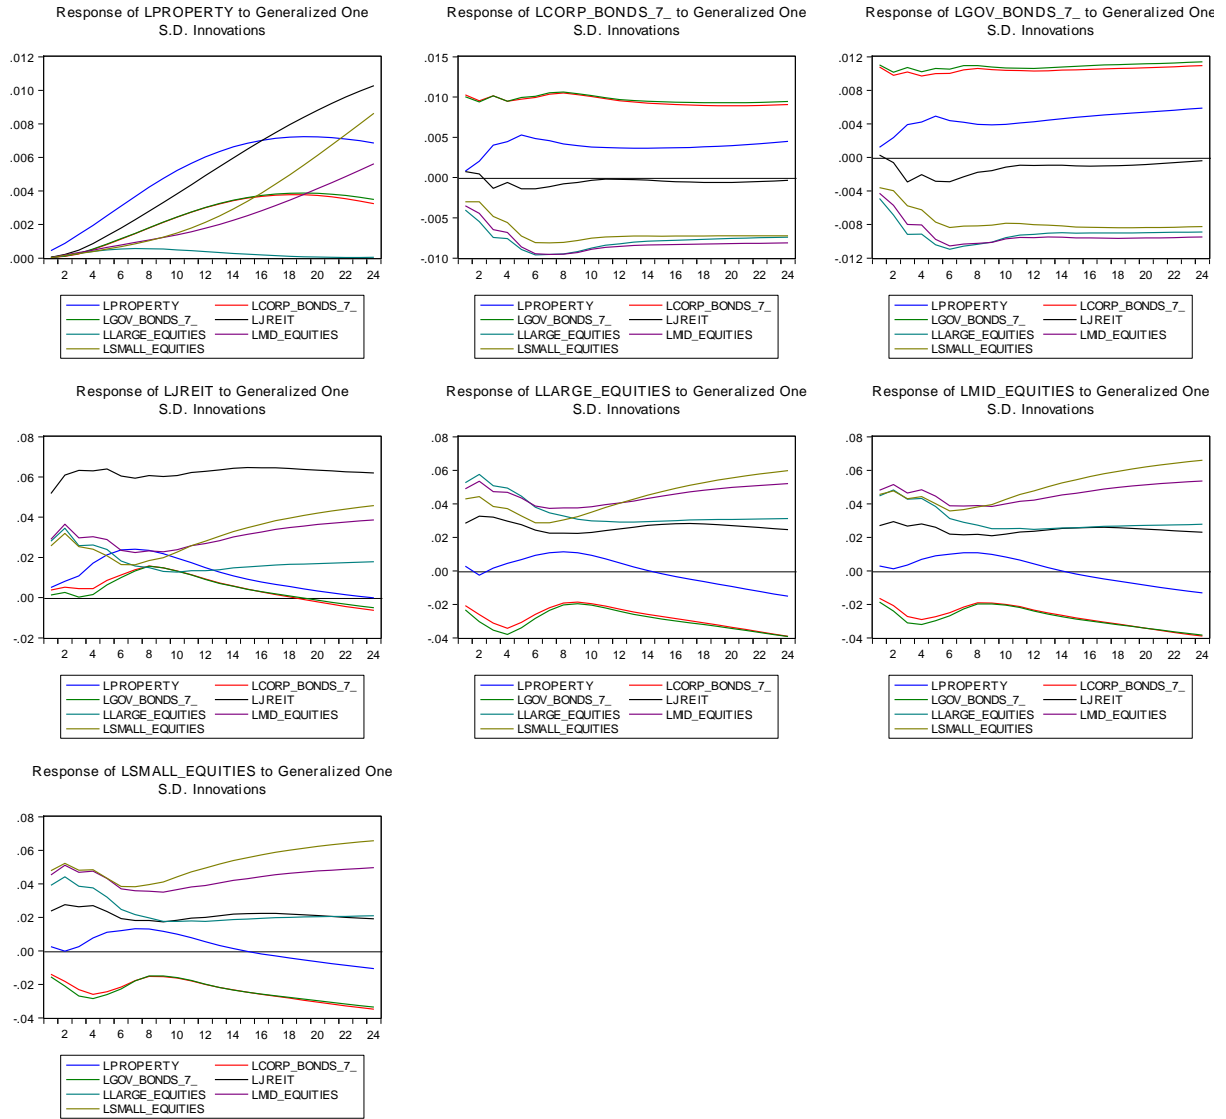 Response of LPROPERTY to Generalized One
S.D. Innovations
.012
.010
.008
.006
.004
.002
.000
2 4 6 8 10 12 14 16 18 20 22 24
LPROPERTY LCORP_BONDS_7_
LGOV_BONDS_7_ LJREIT
LLARGE_EQUITIES LMID_EQUITIES
LSMALL_EQUITIES
Response of LCORP_BONDS_7_ to Generalized One
S.D. Innovations
.015
.010
.005
.000
-.005
-.010
2 4 6 8 10 12 14 16 18 20 22 24
LPROPERTY LCORP_BONDS_7_
LGOV_BONDS_7_ LJREIT
LLARGE_EQUITIES LMID_EQUITIES
LSMALL_EQUITIES
Response of LGOV_BONDS_7_ to Generalized One
S.D. Innovations
.012
.008
.004
.000
-.004
-.008
-.012
2 4 6 8 10 12 14 16 18 20 22 24
LPROPERTY LCORP_BONDS_7_
LGOV_BONDS_7_ LJREIT
LLARGE_EQUITIES LMID_EQUITIES
LSMALL_EQUITIES
Response of LJREIT to Generalized One
S.D. Innovations
.08
.06
.04
.02
.00
-.02
2 4 6 8 10 12 14 16 18 20 22 24
LPROPERTY LCORP_BONDS_7_
LGOV_BONDS_7_ LJREIT
LLARGE_EQUITIES LMID_EQUITIES
LSMALL_EQUITIES
Response of LLARGE_EQUITIES to Generalized One
S.D. Innovations
.08
.06
.04
.02
.00
-.02
-.04
2 4 6 8 10 12 14 16 18 20 22 24
LPROPERTY LCORP_BONDS_7_
LGOV_BONDS_7_ LJREIT
LLARGE_EQUITIES LMID_EQUITIES
LSMALL_EQUITIES
Response of LMID_EQUITIES to Generalized One
S.D. Innovations
.08
.06
.04
.02
.00
-.02
-.04
2 4 6 8 10 12 14 16 18 20 22 24
LPROPERTY LCORP_BONDS_7_
LGOV_BONDS_7_ LJREIT
LLARGE_EQUITIES LMID_EQUITIES
LSMALL_EQUITIES
Response of LSMALL_EQUITIES to Generalized One
S.D. Innovations
.08
.06
.04
.02
.00
-.02
-.04
2 4 6 8 10 12 14 16 18 20 22 24
LPROPERTY LCORP_BONDS_7_
LGOV_BONDS_7_ LJREIT
LLARGE_EQUITIES LMID_EQUITIES
LSMALL_EQUITIES